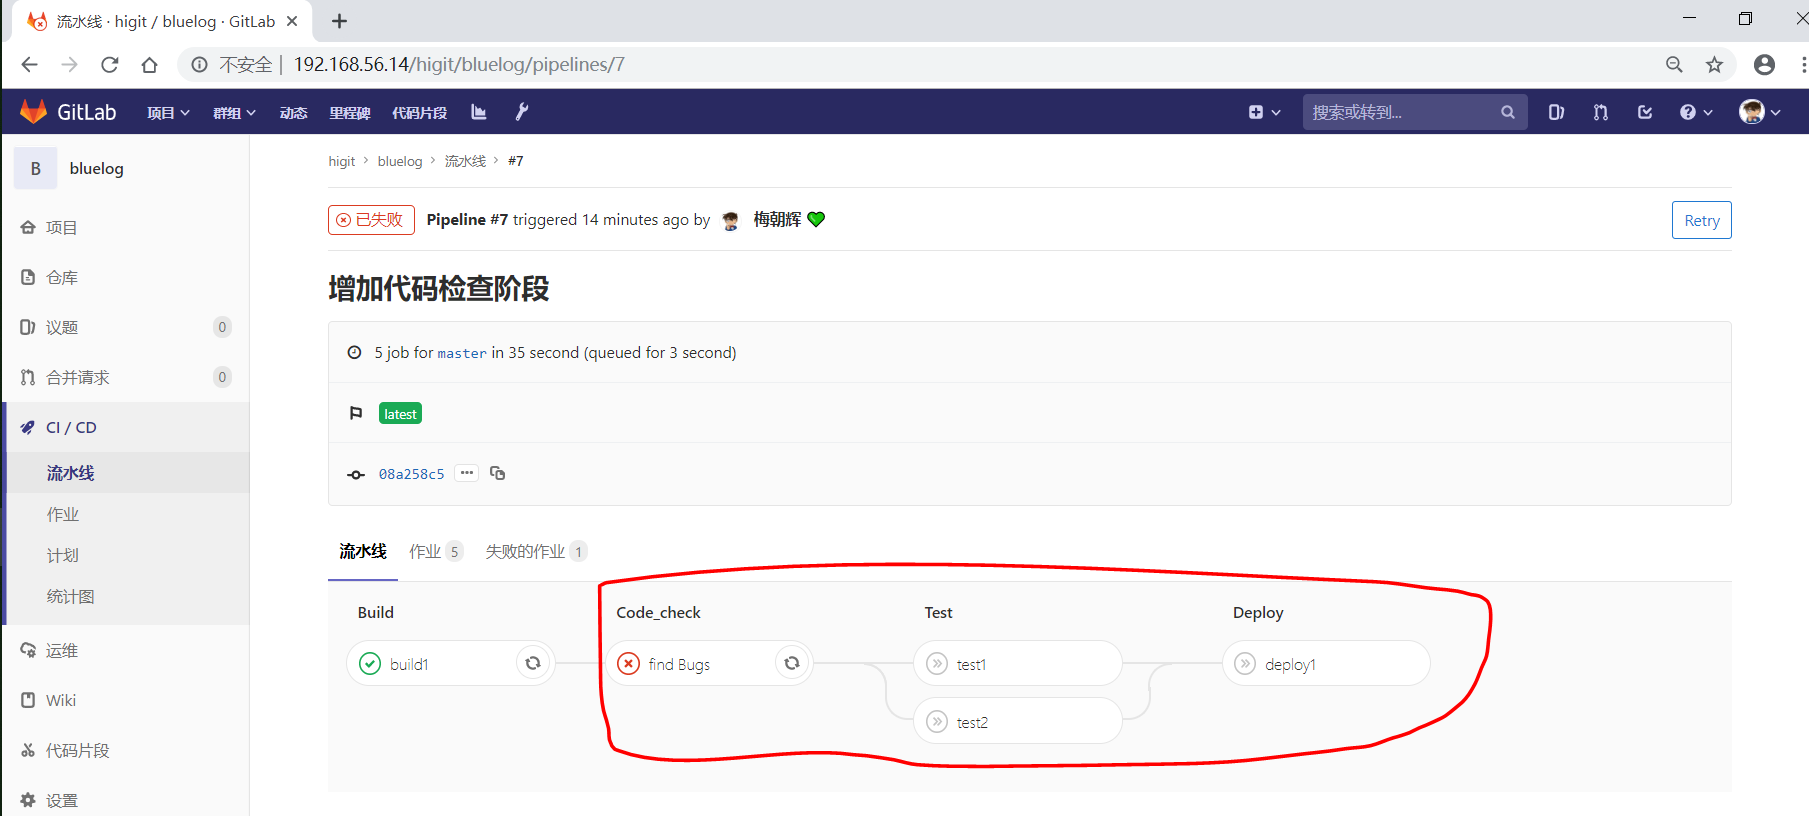 流水线 · higit / bluelog · GitLab
不安全 | 192.168.56.14/higit/bluelog/pipelines/7
GitLab 项目 群组 动态 里程碑 代码片段 搜索或转到...
B bluelog
higit > bluelog > 流水线 > #7
已失败 Pipeline #7 triggered 14 minutes ago by 梅朝辉 Retry
增加代码检查阶段
5 job for master in 35 second (queued for 3 second)
latest
08a258c5
项目
仓库
议题 0
合并请求 0
CI / CD
流水线
作业
计划
统计图
运维
Wiki
代码片段
设置
流水线 作业 5 失败的作业 1
Build Code_check Test Deploy
build1 find Bugs test1 deploy1
test2